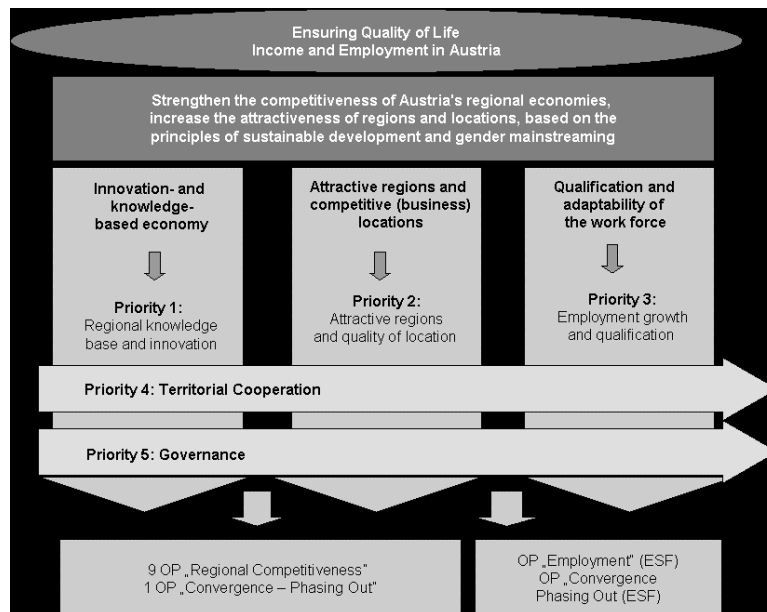 Ensuring Quality of Life
Income and Employment in Austria
Strengthen the competitiveness of Austria's regional economies,
increase the attractiveness of regions and locations, based on the
principles of sustainable development and gender mainstreaming
Innovation- and
knowledge-
based economy
Priority 1:
Regional knowledge
base and innovation
Attractive regions and
competitive (business)
locations
Priority 2:
Attractive regions
and quality of location
Qualification and
adaptability of
the work force
Priority 3:
Employment growth
and qualification
Priority 4: Territorial Cooperation
Priority 5: Governance
9 OP „Regional Competitiveness"
1 OP „Convergence – Phasing Out"
OP „Employment" (ESF)
OP „Convergence
Phasing Out (ESF)